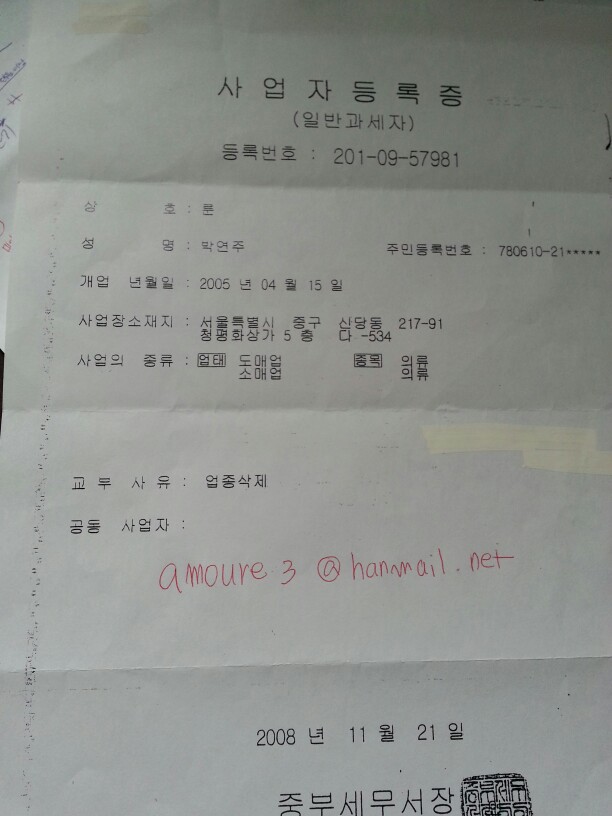 사업자등록증
(일반과세자)
등록번호 : 201-09-57981
상 호 : 룬
성 명 : 박연주 주민등록번호 : 780610-21*****
개업 년월일 : 2005 년 04 월 15 일
사업장소재지 : 서울특별시 중구 신당동 217-91
청평화상가 5 층 다 -534
사업의 종류 : 업태 도매업 종목 의류
소매업 의류
교 부 사 유 : 업종삭제
공동 사업자 :
amoure 3 @ hanmail . net
2008 년 11 월 21 일
중부세무서장